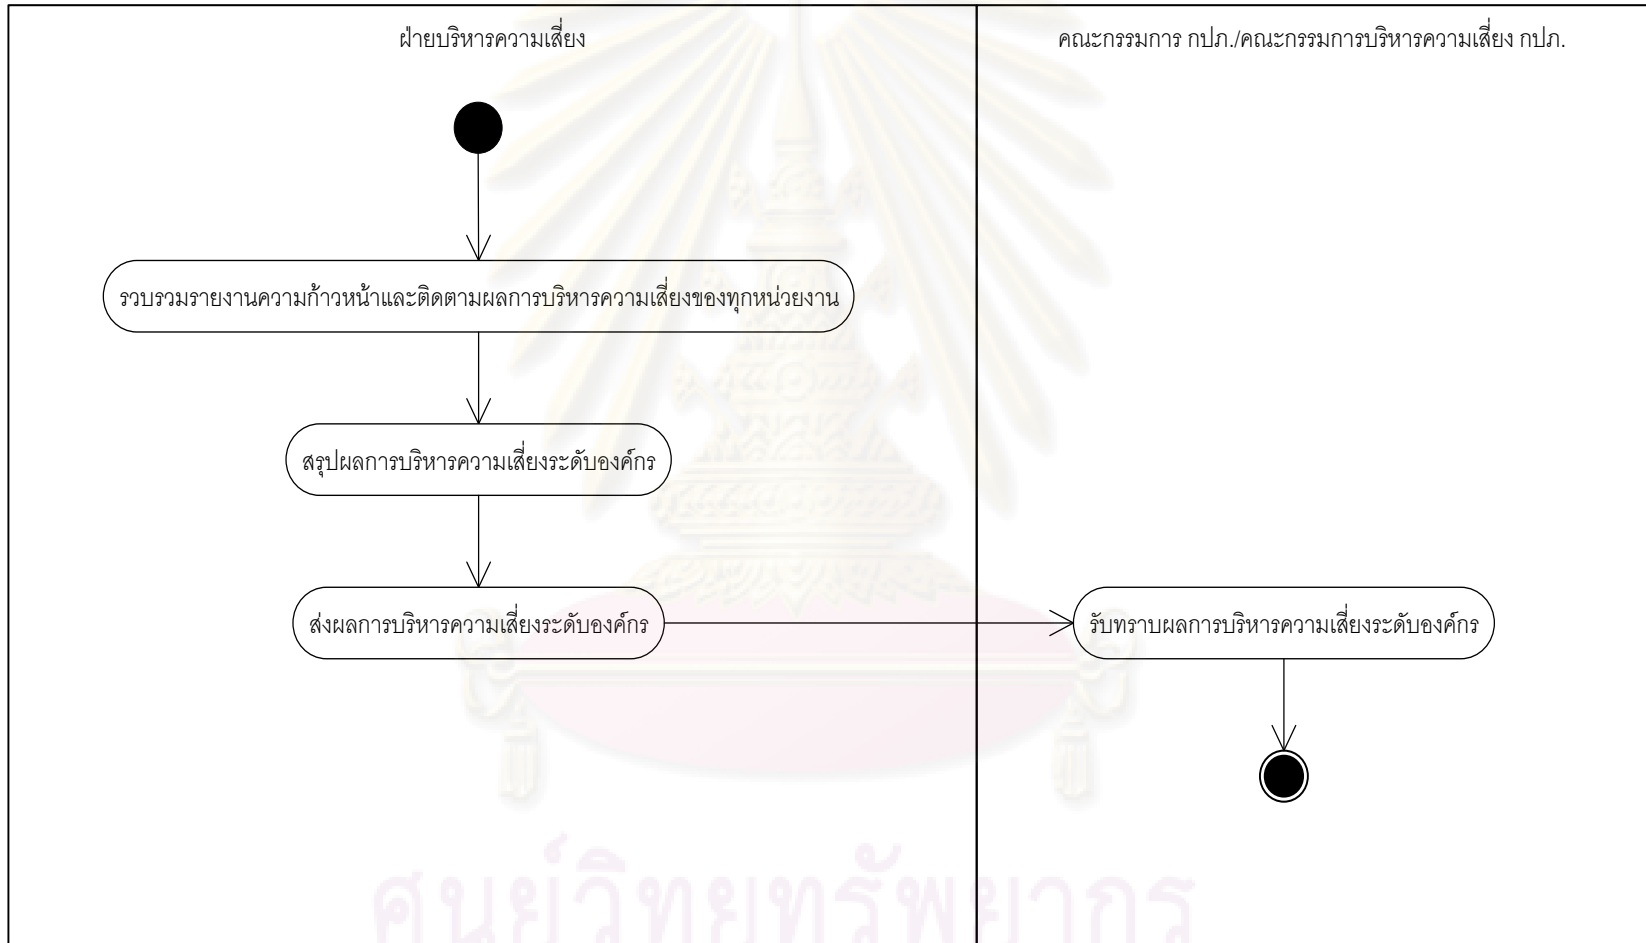 ฝ่ายบริหารความเสี่ยง
คณะกรรมการ กปภ./คณะกรรมการบริหารความเสี่ยง กปภ.
รวบรวมรายงานความก้าวหน้าและติดตามผลการบริหารความเสี่ยงของทุกหน่วยงาน
สรุปผลการบริหารความเสี่ยงระดับองค์กร
ส่งผลการบริหารความเสี่ยงระดับองค์กร
รับทราบผลการบริหารความเสี่ยงระดับองค์กร
ศูนย์วิทยทรัพยากร